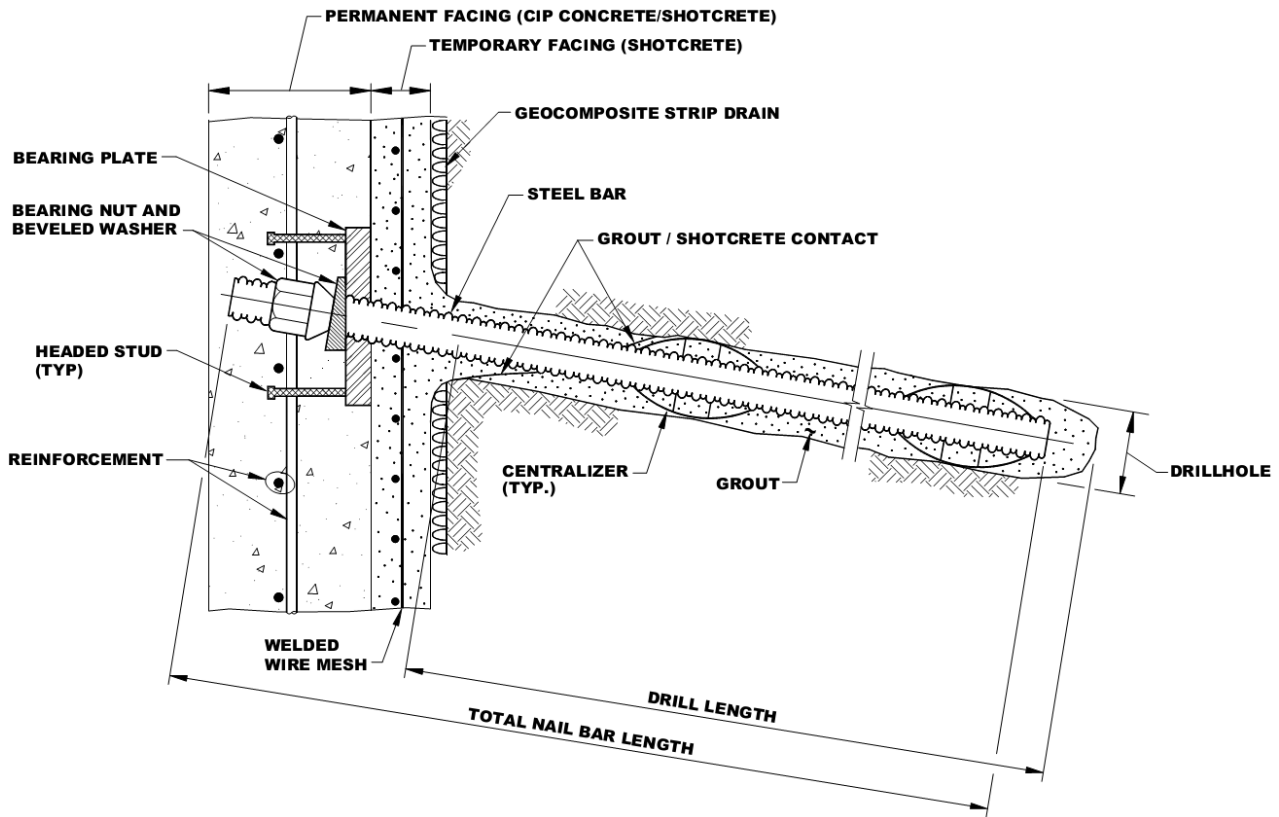 PERMANENT FACING (CIP CONCRETE/SHOTCRETE)
TEMPORARY FACING (SHOTCRETE)
GEOCOMPOSITE STRIP DRAIN
BEARING PLATE
STEEL BAR
BEARING NUT AND
BEVELED WASHER
GROUT / SHOTCRETE CONTACT
HEADED STUD
(TYP)
REINFORCEMENT
CENTRALIZER
(TYP.)
GROUT
DRILLHOLE
WELDED
WIRE MESH
DRILL LENGTH
TOTAL NAIL BAR LENGTH